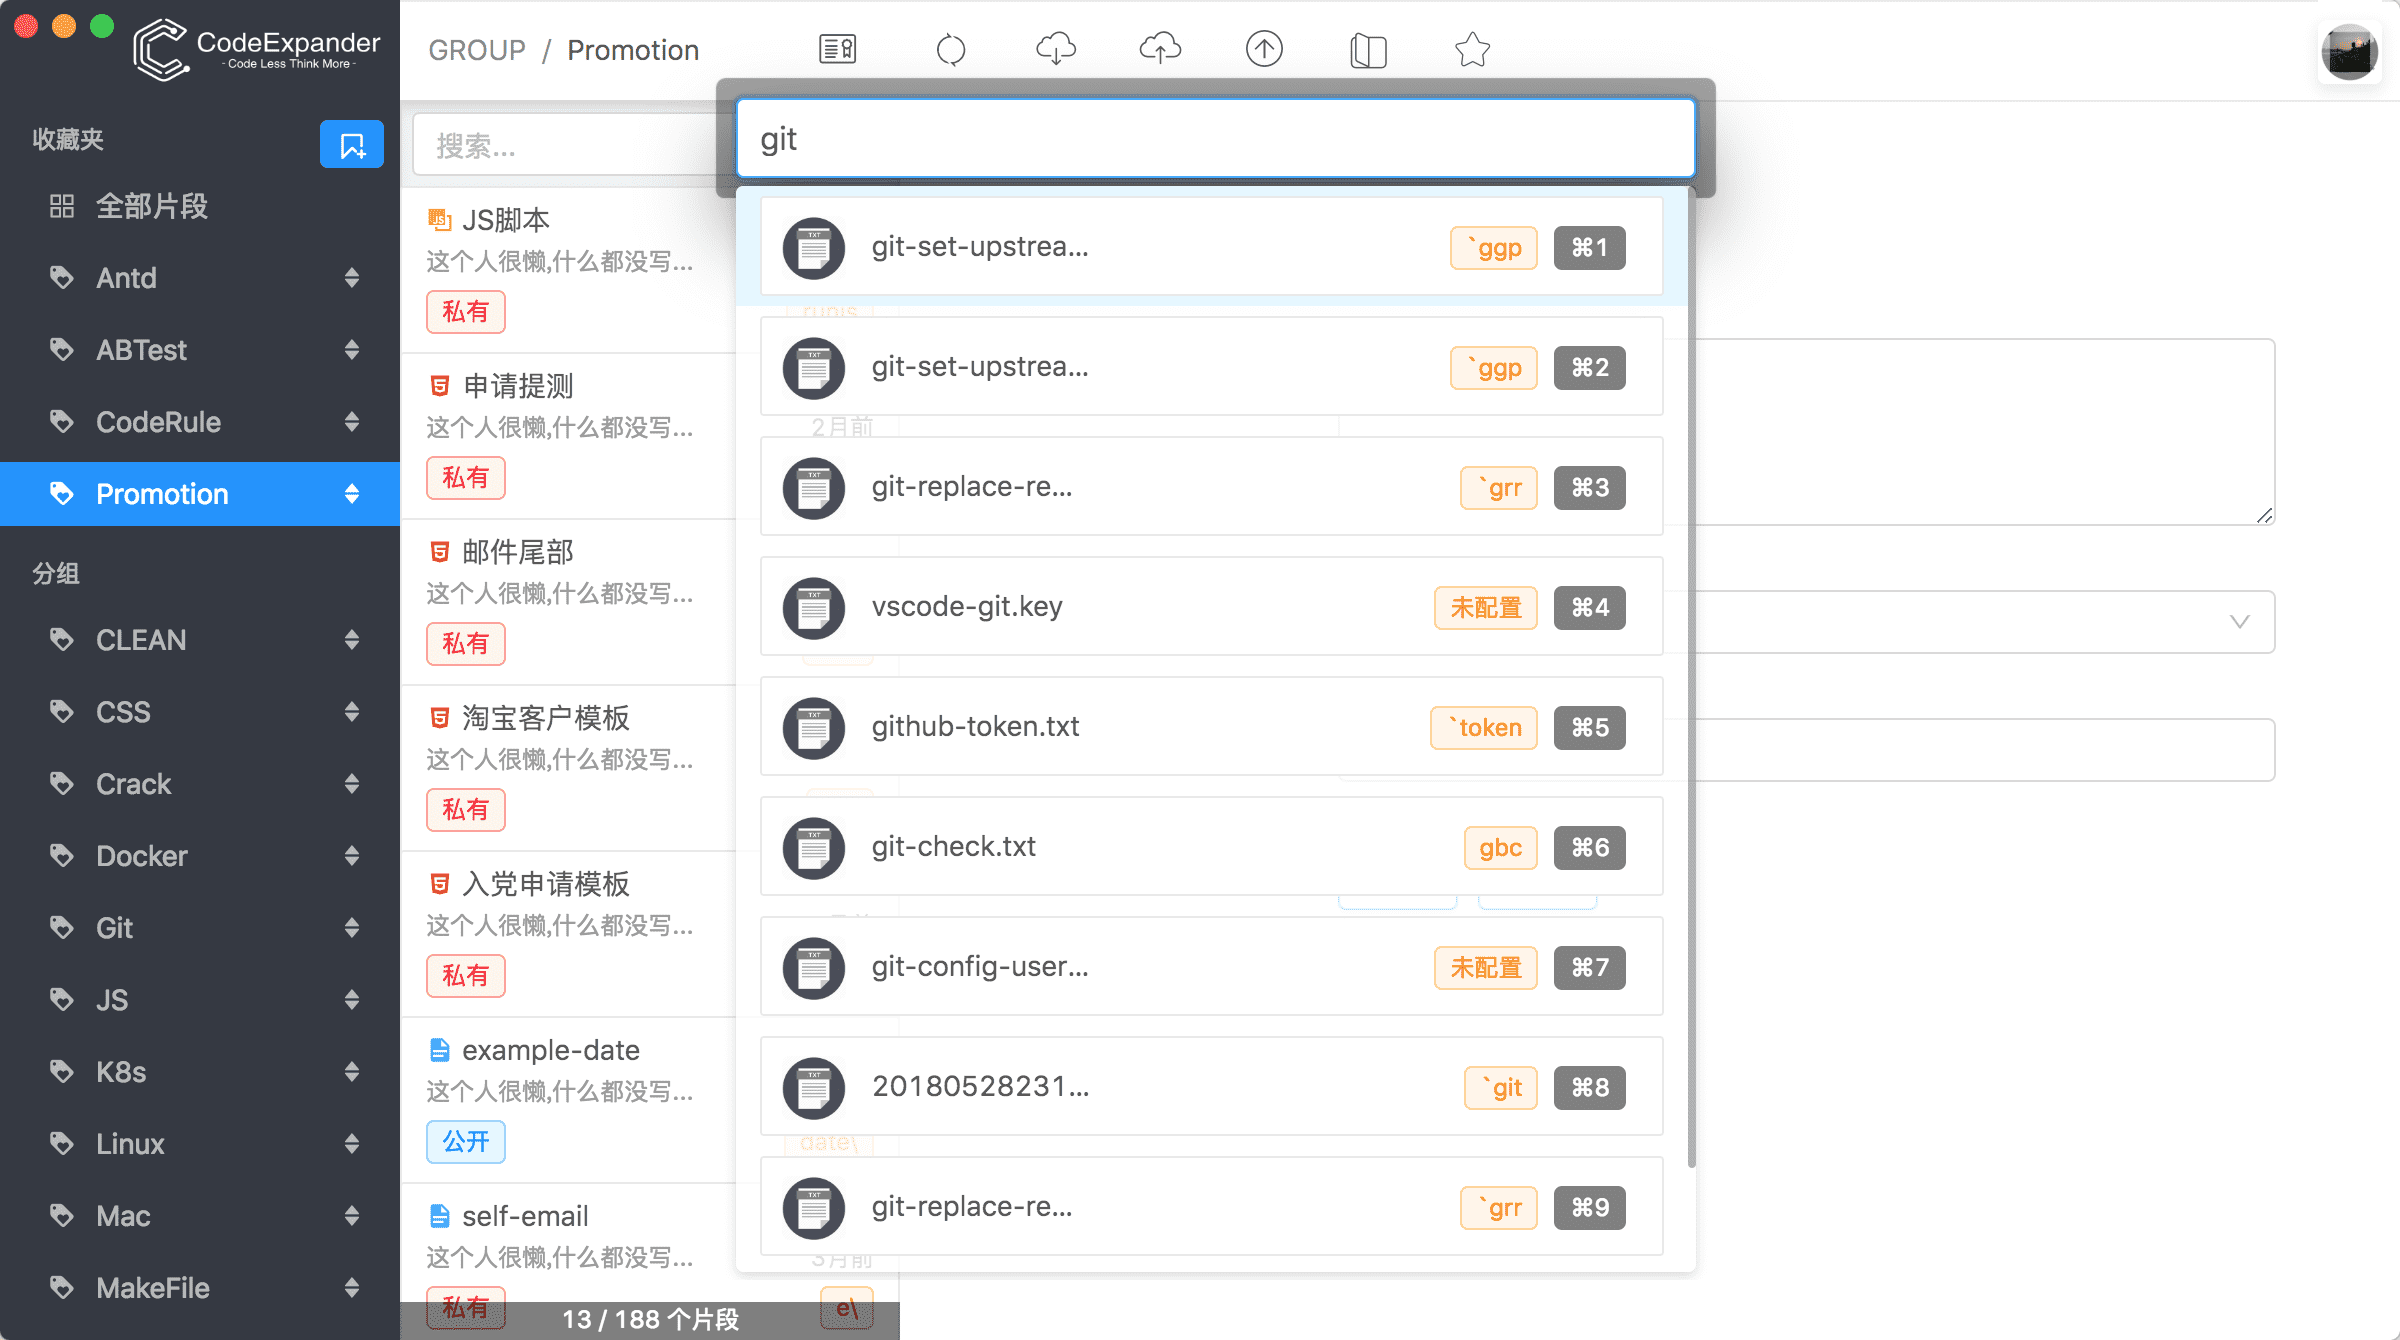 CodeExpander
- Code Less Think More -
收藏夹
全部片段
Antd
ABTest
CodeRule
Promotion
分组
CLEAN
CSS
Crack
Docker
Git
JS
K8s
Linux
Mac
MakeFile
GROUP / Promotion
搜索...
JS脚本
这个人很懒,什么都没写...
私有
申请提测
这个人很懒,什么都没写...
2月前
私有
邮件尾部
这个人很懒,什么都没写...
私有
淘宝客户模板
这个人很懒,什么都没写...
私有
入党申请模板
这个人很懒,什么都没写...
私有
example-date
这个人很懒,什么都没写...
公开
date\
self-email
这个人很懒,什么都没写...
3月前
私有
e\
13 / 188 个片段
git
git-set-upstrea... `ggp ⌘1
git-set-upstrea... `ggp ⌘2
git-replace-re... `grr ⌘3
vscode-git.key 未配置 ⌘4
github-token.txt `token ⌘5
git-check.txt gbc ⌘6
git-config-user... 未配置 ⌘7
20180528231... `git ⌘8
git-replace-re... `grr ⌘9